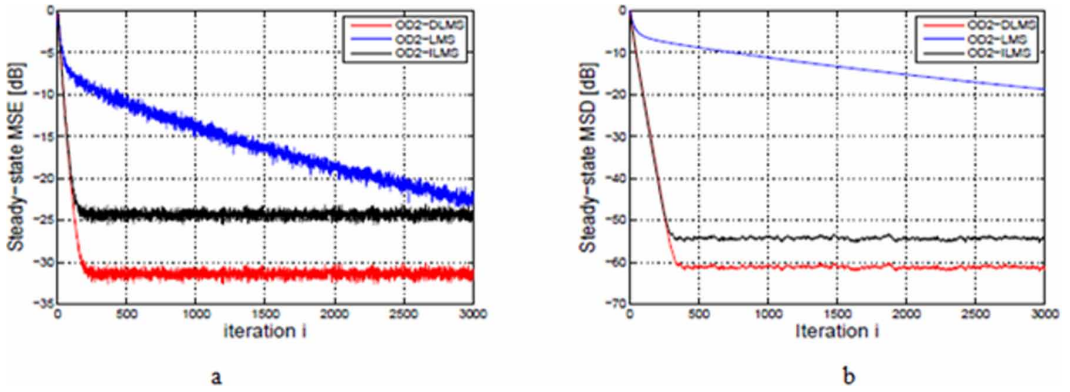 OD2-DLMS
OD2-LMS
OD2-ILMS
Steady-state MSE [dB]
0
-5
-10
-15
-20
-25
-30
-35
0 500 1000 1500 2000 2500 3000
iteration i
a
OD2-DLMS
OD2-LMS
OD2-ILMS
Steady-state MSD [dB]
0
-10
-20
-30
-40
-50
-60
-70
0 500 1000 1500 2000 2500 3000
Iteration i
b